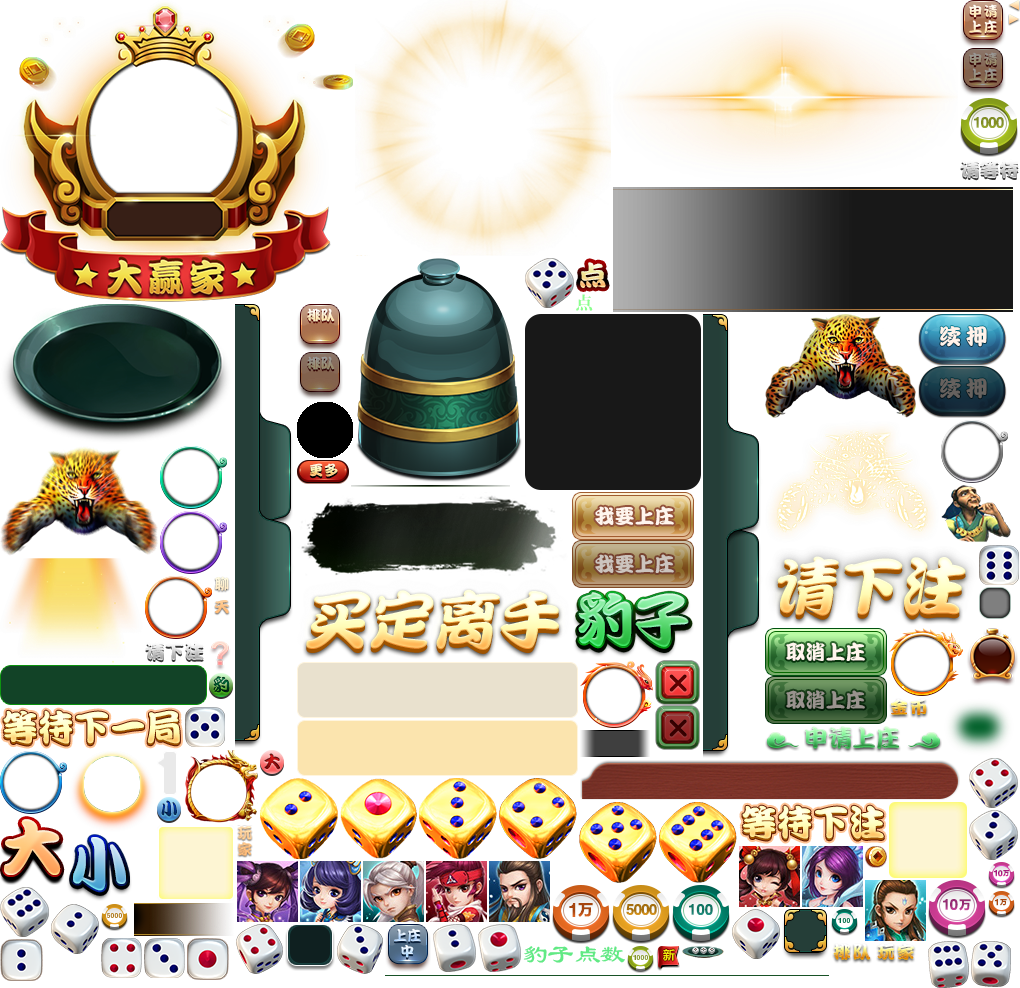 申请
上庄
申请
上庄
1000
请等待
大赢家
点
点
排队
排队
更多
续押
续押
我要上庄
我要上庄
聊天
买定离手
豹子
请下注
请下注
?
豹
取消上庄
取消上庄
金币
申请上庄
等待下一局
大
1
小
玩家
等待下注
大
小
5000
1万
5000
100
10万
10万
1万
100
上庄
中
豹子点数
1000
新
排队
玩家